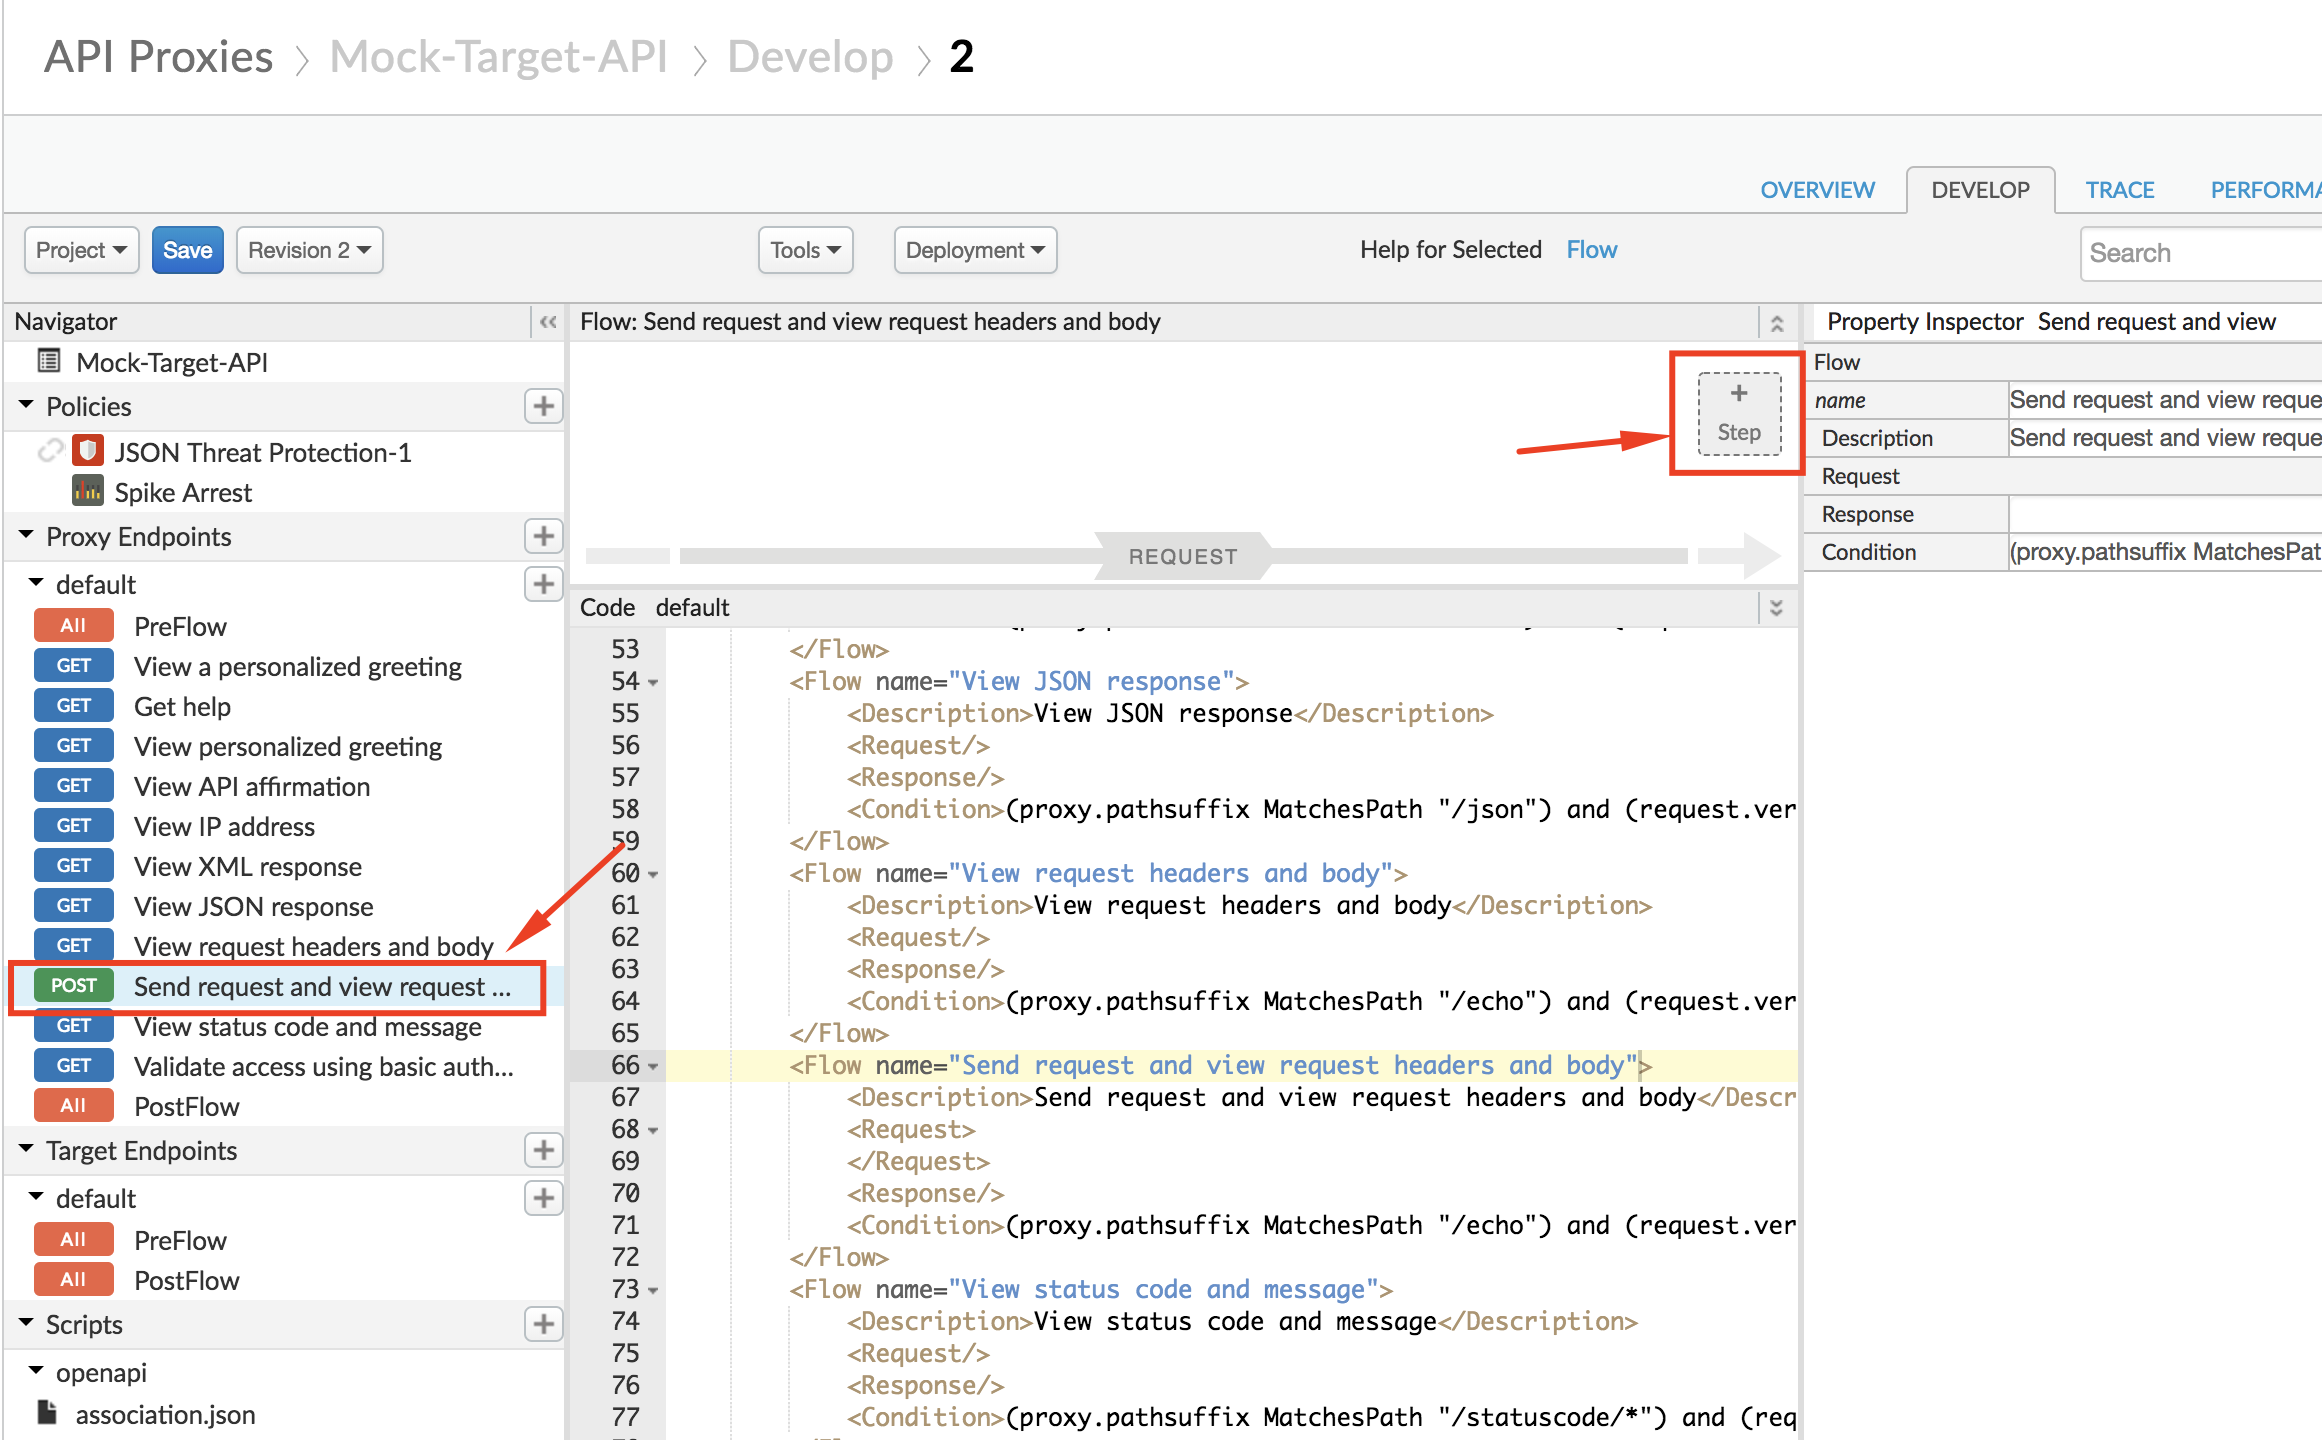 API Proxies > Mock-Target-API > Develop > 2
OVERVIEW DEVELOP TRACE PERFORMA
Project Save Revision 2 Tools Deployment Help for Selected Flow Search
Navigator
Mock-Target-API
Policies
JSON Threat Protection-1
Spike Arrest
Proxy Endpoints
default
All PreFlow
GET View a personalized greeting
GET Get help
GET View personalized greeting
GET View API affirmation
GET View IP address
GET View XML response
GET View JSON response
GET View request headers and body
POST Send request and view request ...
GET View status code and message
GET Validate access using basic auth...
All PostFlow
Target Endpoints
default
All PreFlow
All PostFlow
Scripts
openapi
association.json
Flow: Send request and view request headers and body
+
Step
REQUEST
Code default
53 </Flow>
54 <Flow name="View JSON response">
55 <Description>View JSON response</Description>
56 <Request/>
57 <Response/>
58 <Condition>(proxy.pathsuffix MatchesPath "/json") and (request.ver
59 </Flow>
60 <Flow name="View request headers and body">
61 <Description>View request headers and body</Description>
62 <Request/>
63 <Response/>
64 <Condition>(proxy.pathsuffix MatchesPath "/echo") and (request.ver
65 </Flow>
66 <Flow name="Send request and view request headers and body">
67 <Description>Send request and view request headers and body</Descr
68 <Request>
69 </Request>
70 <Response/>
71 <Condition>(proxy.pathsuffix MatchesPath "/echo") and (request.ver
72 </Flow>
73 <Flow name="View status code and message">
74 <Description>View status code and message</Description>
75 <Request/>
76 <Response/>
77 <Condition>(proxy.pathsuffix MatchesPath "/statuscode/*") and (req
Property Inspector Send request and view
Flow
name Send request and view reque
Description Send request and view reque
Request
Response
Condition (proxy.pathsuffix MatchesPat